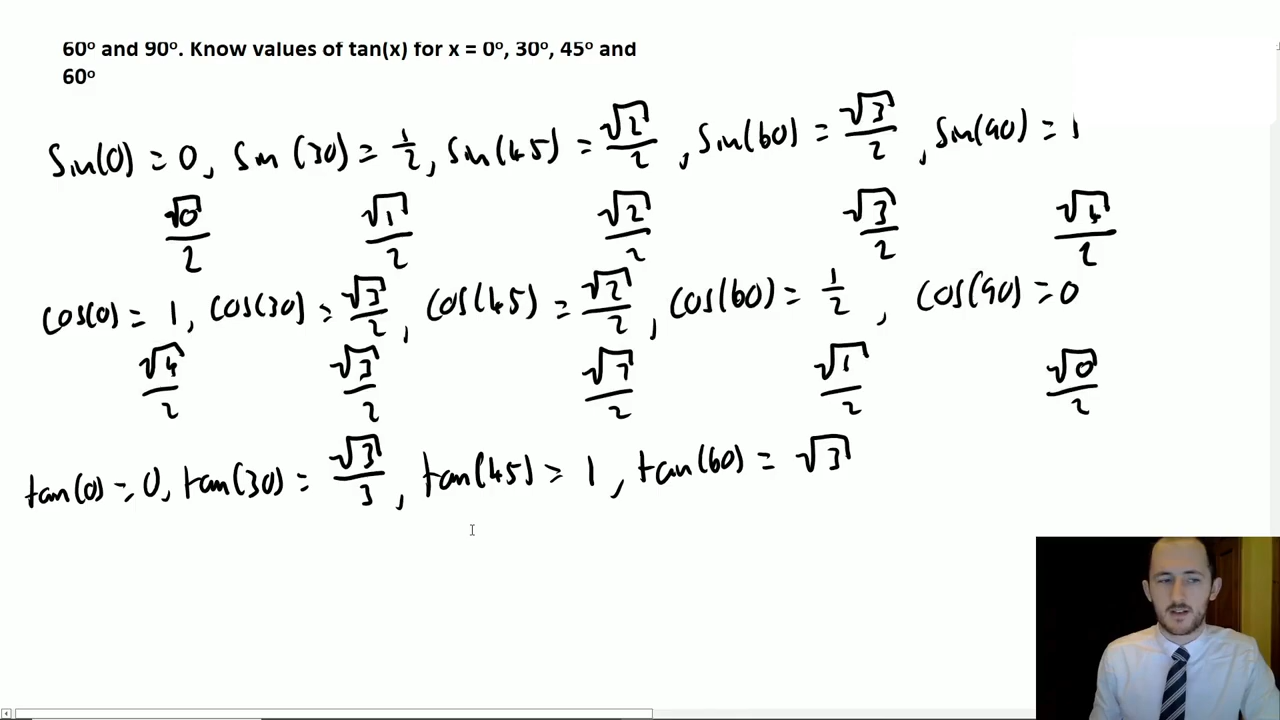 60º and 90º. Know values of tan(x) for x = 0º, 30º, 45º and
60º
Sin(0) = 0, Sin(30) = 1/2, Sin(45) = √2/2, Sin(60) = √3/2, Sin(90) = 1
√0/2 √1/2 √2/2 √3/2 √4/2
Cos(0) = 1, Cos(30) = √3/2, Cos(45) = √2/2, Cos(60) = 1/2, Cos(90) = 0
√4/2 √3/2 √2/2 √1/2 √0/2
tan(0) = 0, tan(30) = √3/3, tan(45) = 1, tan(60) = √3